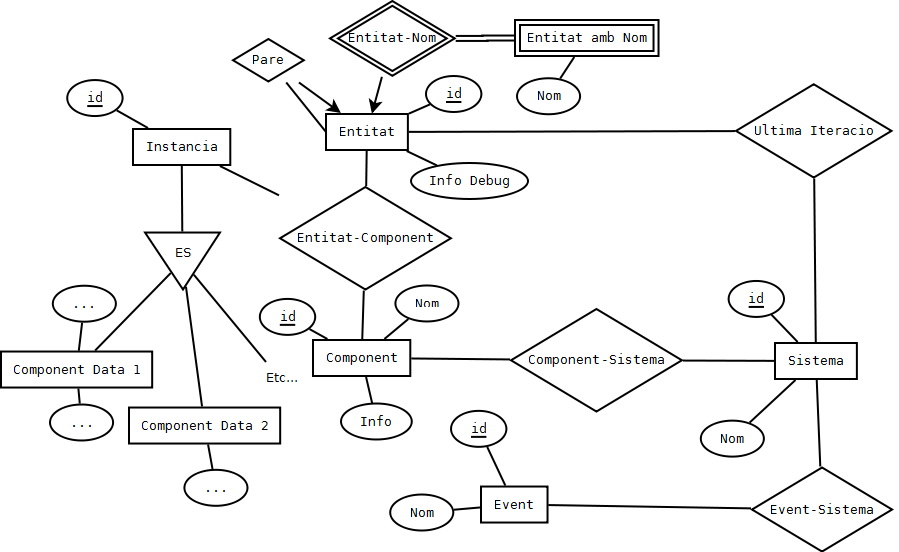 Entitat-Nom
Entitat amb Nom
Pare
id
id
Nom
Entitat
Ultima Iteracio
Instancia
Info Debug
Entitat-Component
ES
id
...
id
Nom
Component
Component-Sistema
Sistema
Component Data 1
Etc...
...
Info
Component Data 2
id
Nom
...
Nom
Event
Event-Sistema